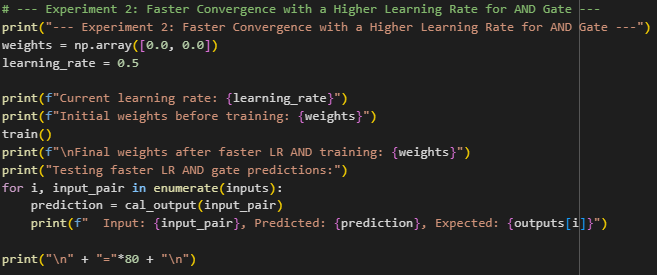 # --- Experiment 2: Faster Convergence with a Higher Learning Rate for AND Gate ---
print("--- Experiment 2: Faster Convergence with a Higher Learning Rate for AND Gate ---")
weights = np.array([0.0, 0.0])
learning_rate = 0.5

print(f"Current learning rate: {learning_rate}")
print(f"Initial weights before training: {weights}")
train()
print(f"\nFinal weights after faster LR AND training: {weights}")
print("Testing faster LR AND gate predictions:")
for i, input_pair in enumerate(inputs):
    prediction = cal_output(input_pair)
    print(f"  Input: {input_pair}, Predicted: {prediction}, Expected: {outputs[i]}")

print("\n" + "="*80 + "\n")